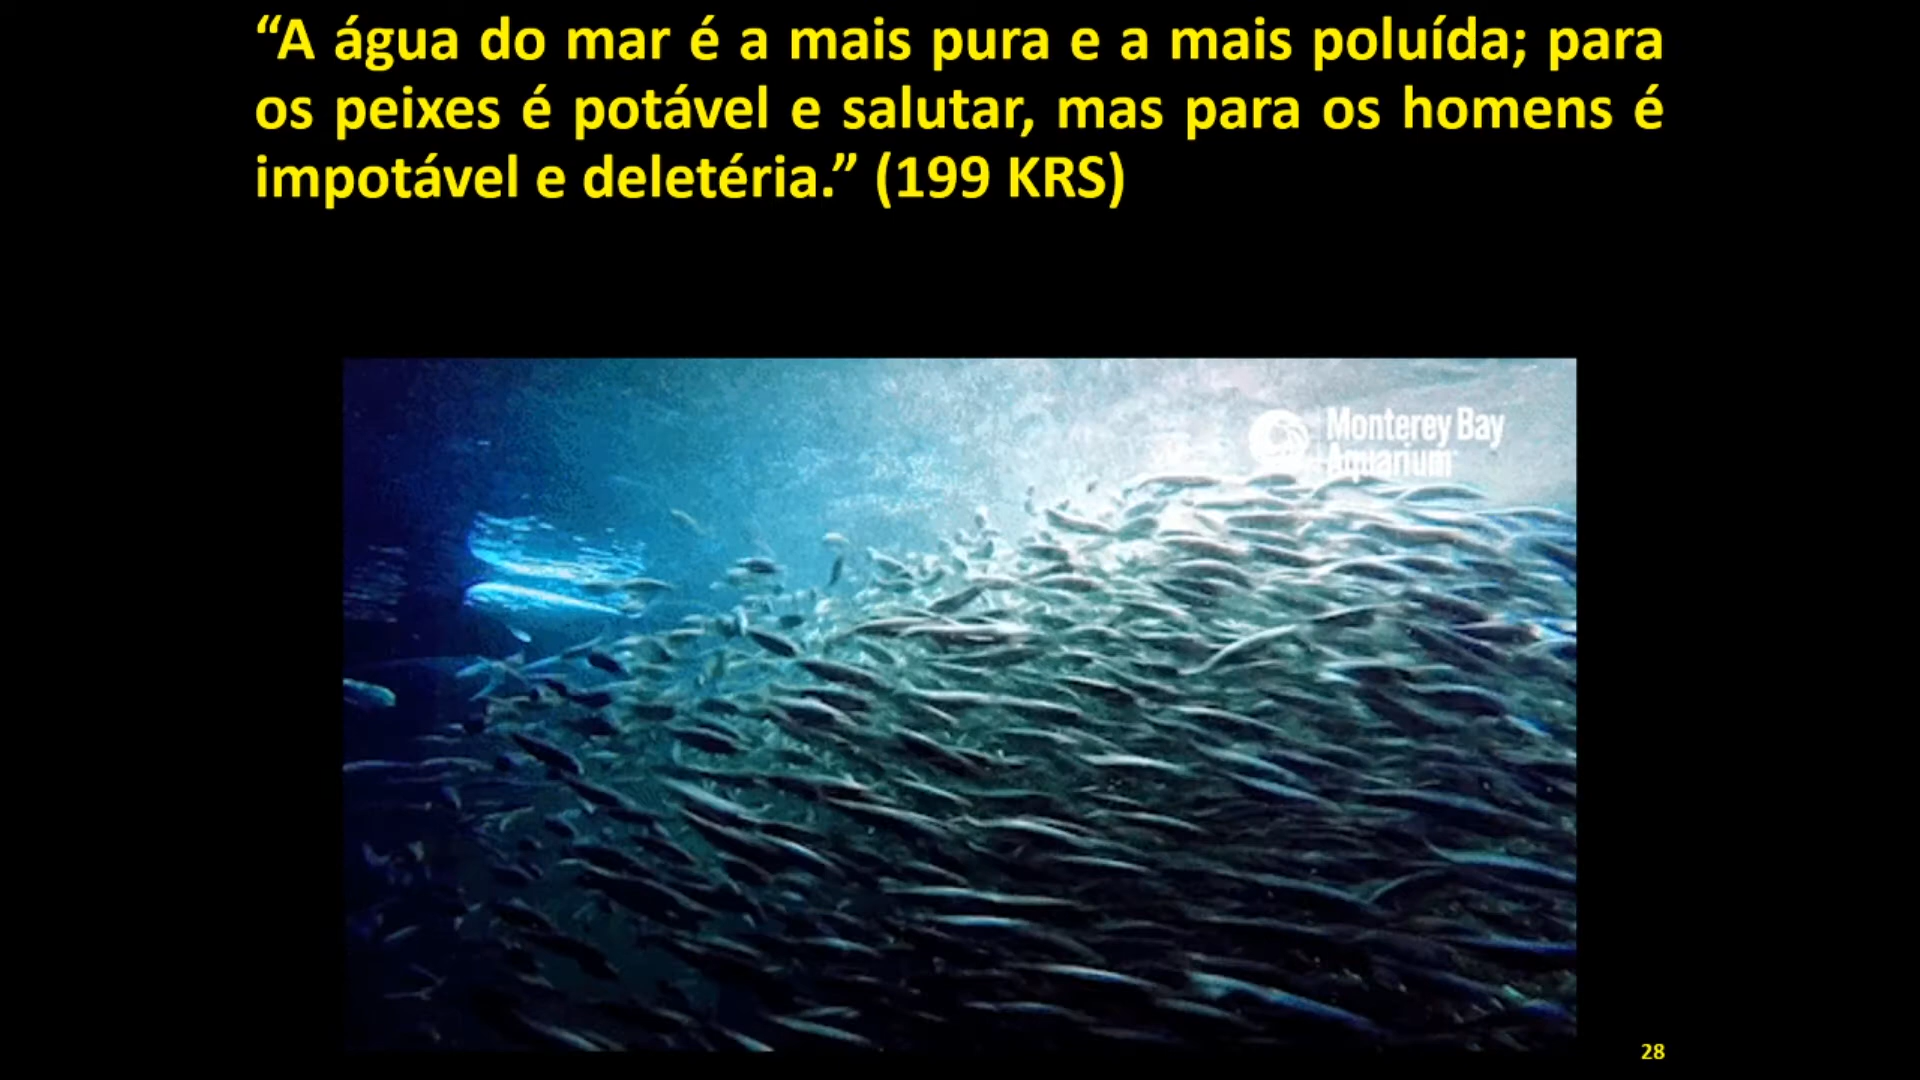 “A água do mar é a mais pura e a mais poluída; para
os peixes é potável e salutar, mas para os homens é
impotável e deletéria.” (199 KRS)
Monterey Bay
Aquarium
28